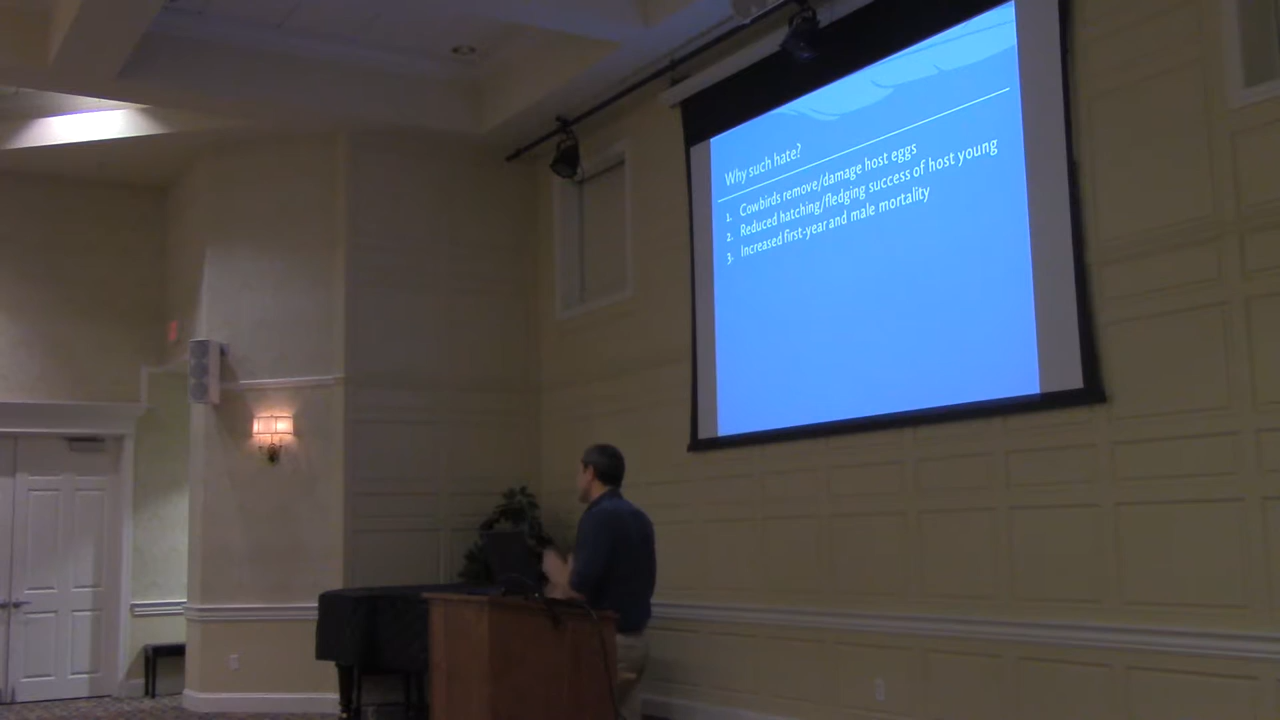 Why such hate?
1. Cowbirds remove/damage host eggs
2. Reduced hatching/fledging success of host young
3. Increased first-year and male mortality